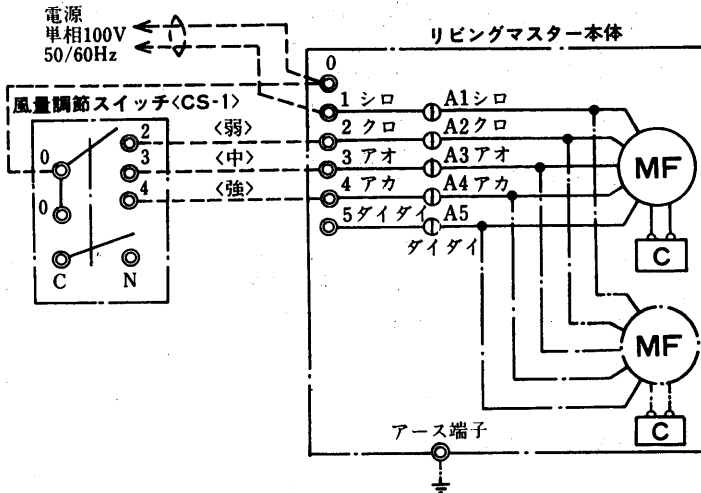 電源
単相100V
50/60Hz
リビングマスター本体
0
風量調節スイッチ<CS-1>
1 シロ A1シロ
2 <弱> 2 クロ A2クロ
0 3 <中> 3 アオ A3アオ
MF
4 <強> 4 アカ A4アカ
0 5ダイダイ A5
ダイダイ
C
C N
MF
アース端子
C